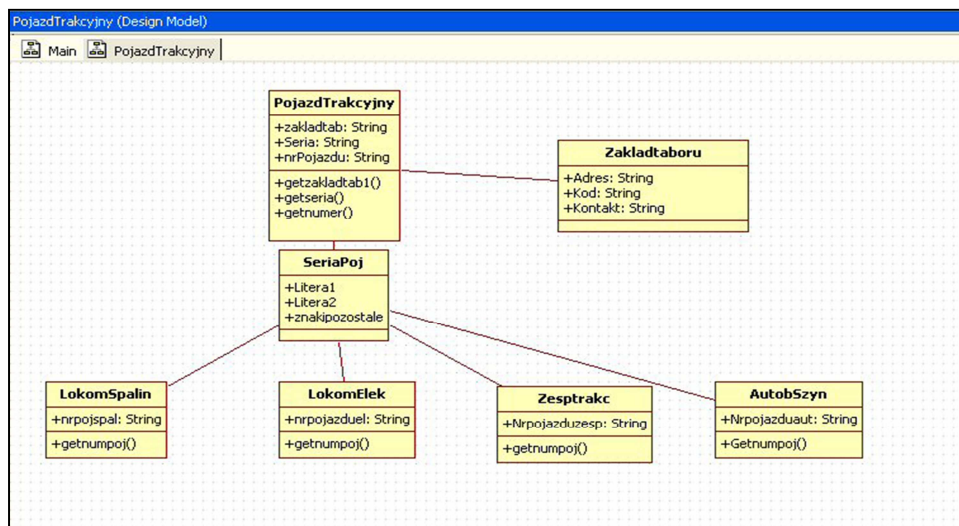 PojazdTrakcyjny (Design Model)
Main PojazdTrakcyjny
PojazdTrakcyjny
+zakladtab: String
+Seria: String
+nrPojazdu: String
+getzakladtab1()
+getseria()
+getnumer()
Zakladtaboru
+Adres: String
+Kod: String
+Kontakt: String
SeriaPoj
+Litera1
+Litera2
+znakipozostale
LokomSpalin
+nrpojspal: String
+getnumpoj()
LokomElek
+nrpojazduel: String
+getnumpoj()
Zesptrakc
+Nrpojazduzesp: String
+getnumpoj()
AutobSzyn
+Nrpojazduaut: String
+Getnumpoj()